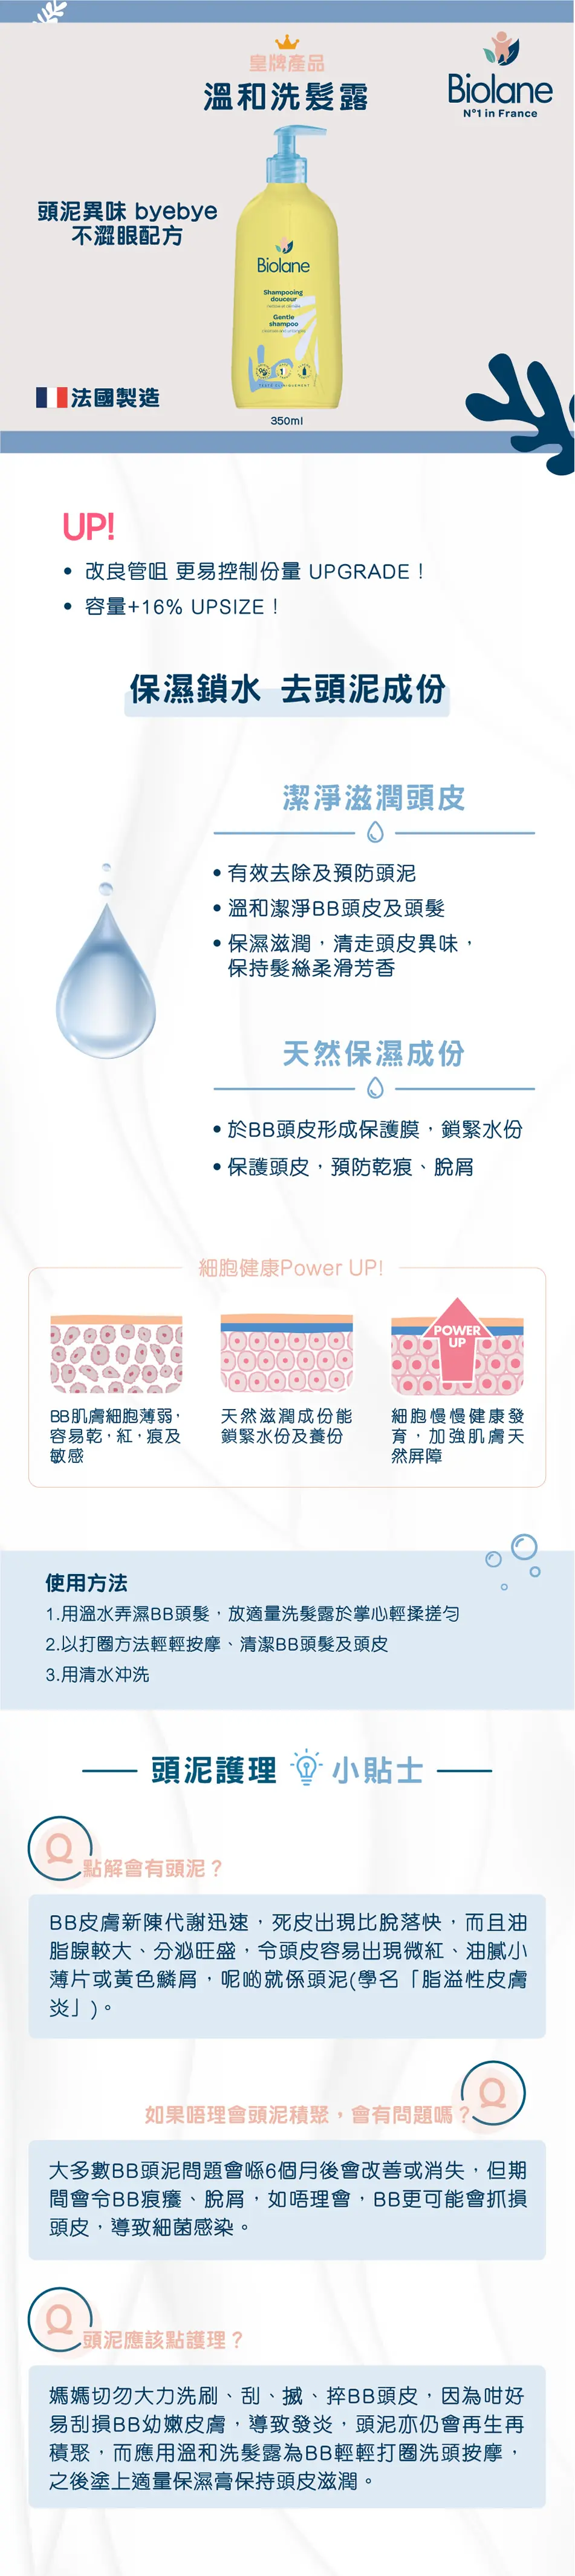 皇牌產品
溫和洗髮露
Biolane
N°1 in France
頭泥異味 byebye
不澀眼配方
Biolane
Shampooing
douceur
Gentle
shampoo
法國製造
350ml
UP!
• 改良管咀 更易控制份量 UPGRADE！
• 容量+16% UPSIZE！
保濕鎖水 去頭泥成份
潔淨滋潤頭皮
• 有效去除及預防頭泥
• 溫和潔淨BB頭皮及頭髮
• 保濕滋潤，清走頭皮異味，
保持髮絲柔滑芳香
天然保濕成份
• 於BB頭皮形成保護膜，鎖緊水份
• 保護頭皮，預防乾痕、脫屑
細胞健康Power UP!
POWER
UP
BB肌膚細胞薄弱，
容易乾，紅，痕及
敏感
天然滋潤成份能
鎖緊水份及養份
細胞慢慢健康發
育，加強肌膚天
然屏障
使用方法
1.用溫水弄濕BB頭髮，放適量洗髮露於掌心輕揉搓勻
2.以打圈方法輕輕按摩、清潔BB頭髮及頭皮
3.用清水沖洗
頭泥護理 小貼士
Q
點解會有頭泥？
BB皮膚新陳代謝迅速，死皮出現比脫落快，而且油
脂腺較大、分泌旺盛，令頭皮容易出現微紅、油膩小
薄片或黃色鱗屑，呢啲就係頭泥(學名「脂溢性皮膚
炎」)。
Q
如果唔理會頭泥積聚，會有問題嗎？
大多數BB頭泥問題會喺6個月後會改善或消失，但期
間會令BB痕癢、脫屑，如唔理會，BB更可能會抓損
頭皮，導致細菌感染。
Q
頭泥應該點護理？
媽媽切勿大力洗刷、刮、搣、捽BB頭皮，因為咁好
易刮損BB幼嫩皮膚，導致發炎，頭泥亦仍會再生再
積聚，而應用溫和洗髮露為BB輕輕打圈洗頭按摩，
之後塗上適量保濕膏保持頭皮滋潤。